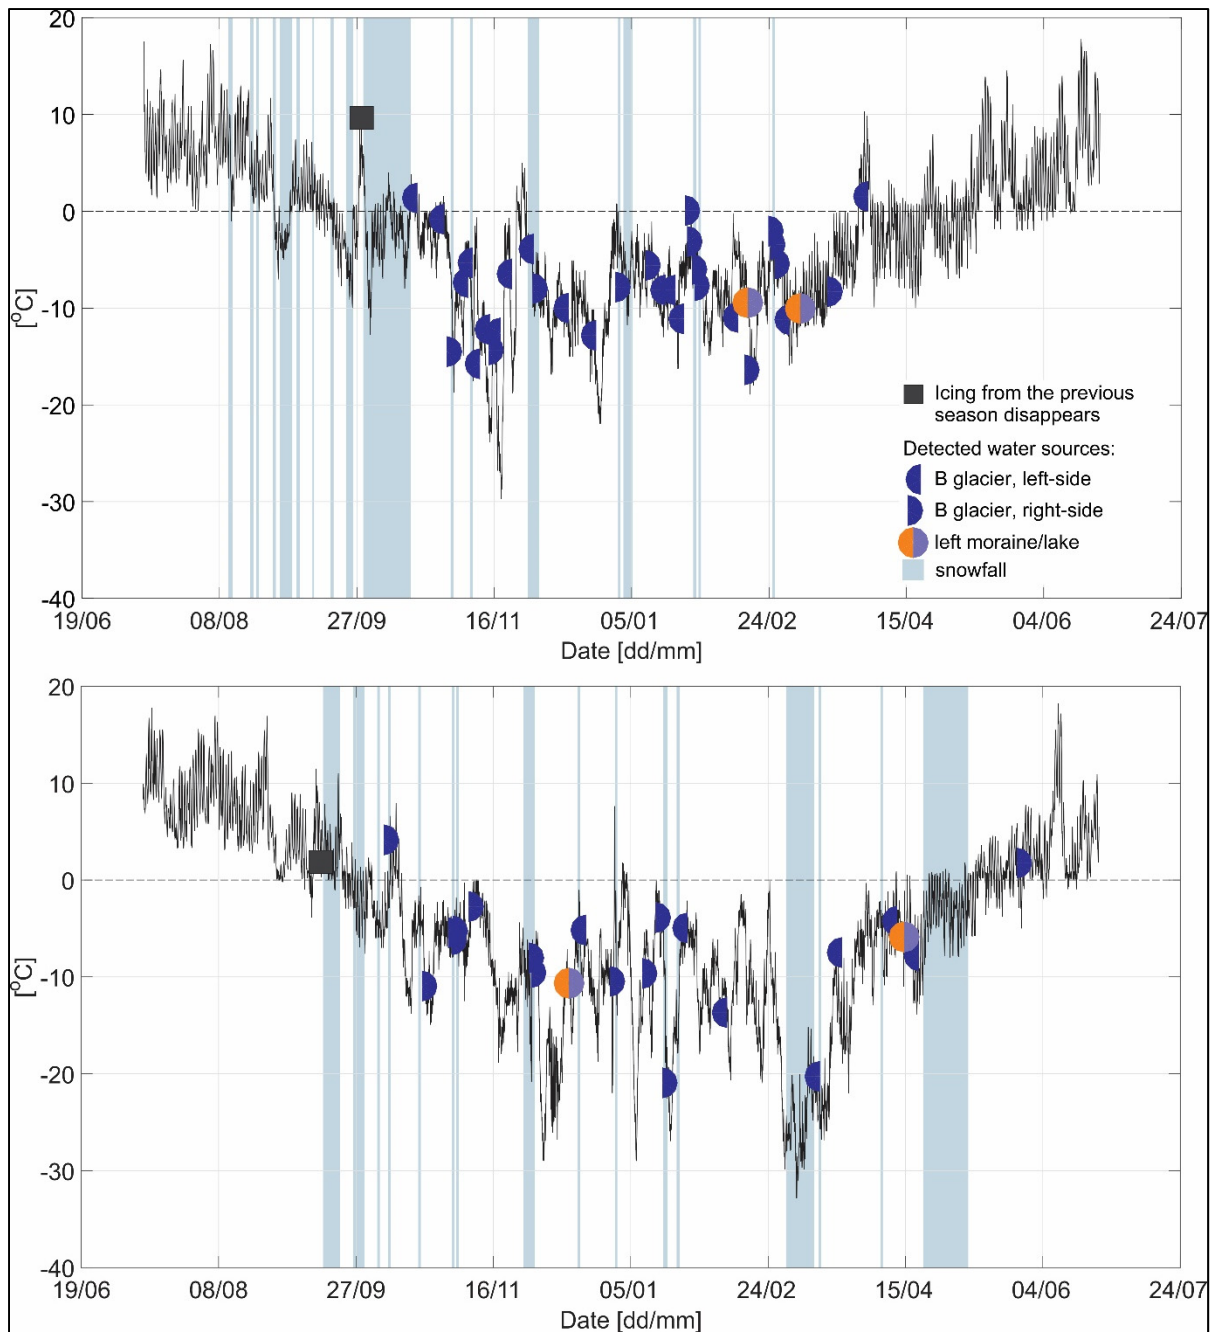 20
10
0
-10
-20
-30
-40
[°C]
19/06 08/08 27/09 16/11 05/01 24/02 15/04 04/06 24/07
Date [dd/mm]
Icing from the previous
season disappears
Detected water sources:
B glacier, left-side
B glacier, right-side
left moraine/lake
snowfall
20
10
0
-10
-20
-30
-40
[°C]
19/06 08/08 27/09 16/11 05/01 24/02 15/04 04/06 24/07
Date [dd/mm]